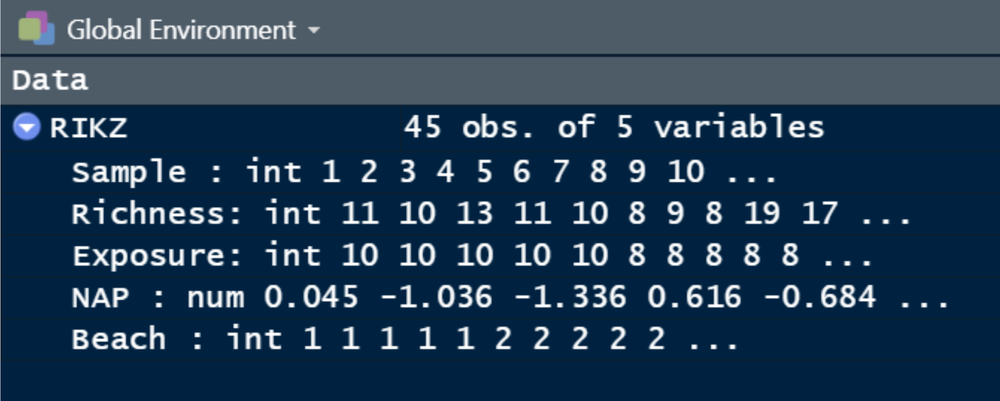 Global Environment
Data
RIKZ 45 obs. of 5 variables
Sample : int 1 2 3 4 5 6 7 8 9 10 ...
Richness: int 11 10 13 11 10 8 9 8 19 17 ...
Exposure: int 10 10 10 10 10 8 8 8 8 8 ...
NAP : num 0.045 -1.036 -1.336 0.616 -0.684 ...
Beach : int 1 1 1 1 1 2 2 2 2 2 ...